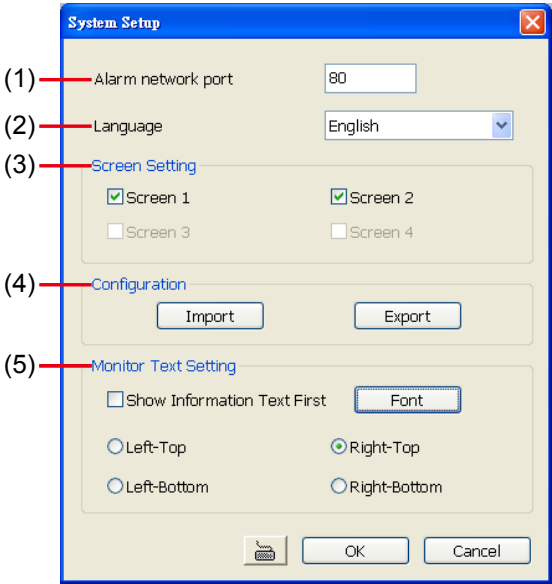 System Setup
(1) Alarm network port 80
(2) Language English
(3) Screen Setting
Screen 1 Screen 2
Screen 3 Screen 4
(4) Configuration
Import Export
(5) Monitor Text Setting
Show Information Text First Font
Left-Top Right-Top
Left-Bottom Right-Bottom
OK Cancel